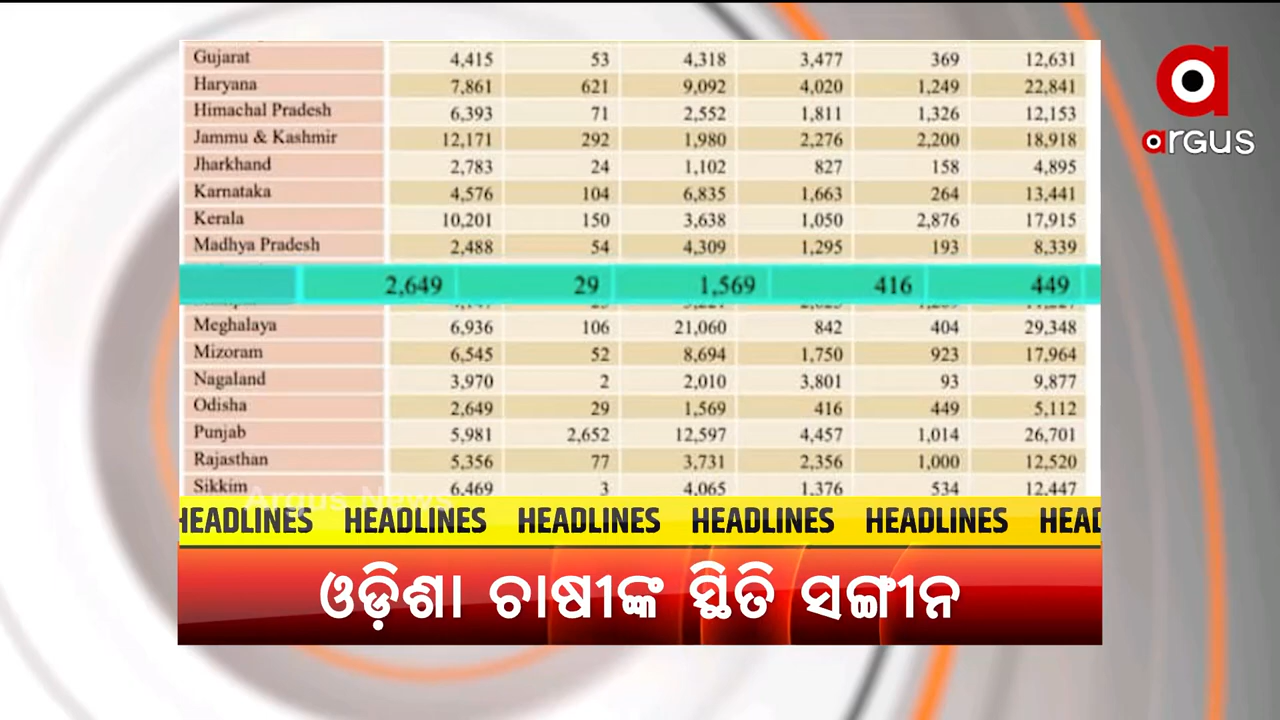 Gujarat 4,415 53 4,318 3,477 369 12,631
Haryana 7,861 621 9,092 4,020 1,249 22,841
Himachal Pradesh 6,393 71 2,552 1,811 1,326 12,153
Jammu & Kashmir 12,171 292 1,980 2,276 2,200 18,918
Jharkhand 2,783 24 1,102 827 158 4,895
Karnataka 4,576 104 6,835 1,663 264 13,441
Kerala 10,201 150 3,638 1,050 2,876 17,915
Madhya Pradesh 2,488 54 4,309 1,295 193 8,339
2,649 29 1,569 416 449
Meghalaya 6,936 106 21,060 842 404 29,348
Mizoram 6,545 52 8,694 1,750 923 17,964
Nagaland 3,970 2 2,010 3,801 93 9,877
Odisha 2,649 29 1,569 416 449 5,112
Punjab 5,981 2,652 12,597 4,457 1,014 26,701
Rajasthan 5,356 77 3,731 2,356 1,000 12,520
Sikkim 6,469 3 4,065 1,376 534 12,447
Argus News
HEADLINES HEADLINES HEADLINES HEADLINES HEADLINES HEAD
ଓଡ଼ିଶା ଚାଷୀଙ୍କ ସ୍ଥିତି ସଙ୍ଗୀନ
a
argus